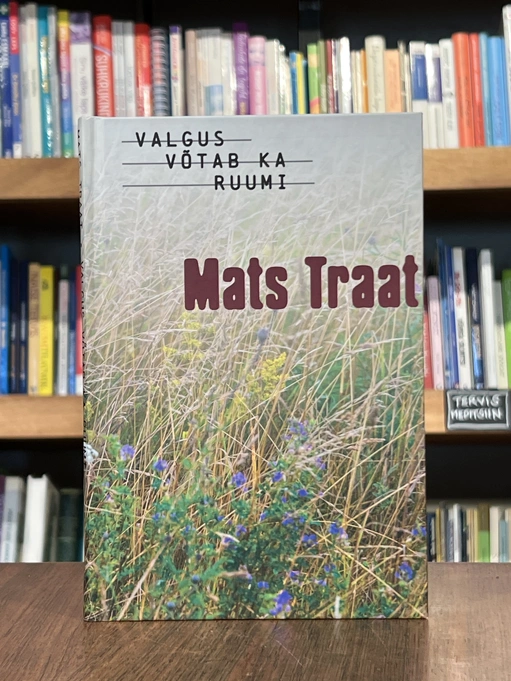 VALGUS
VÕTAB KA
RUUMI
Mats Traat
TERVIS
MEDITSIIN